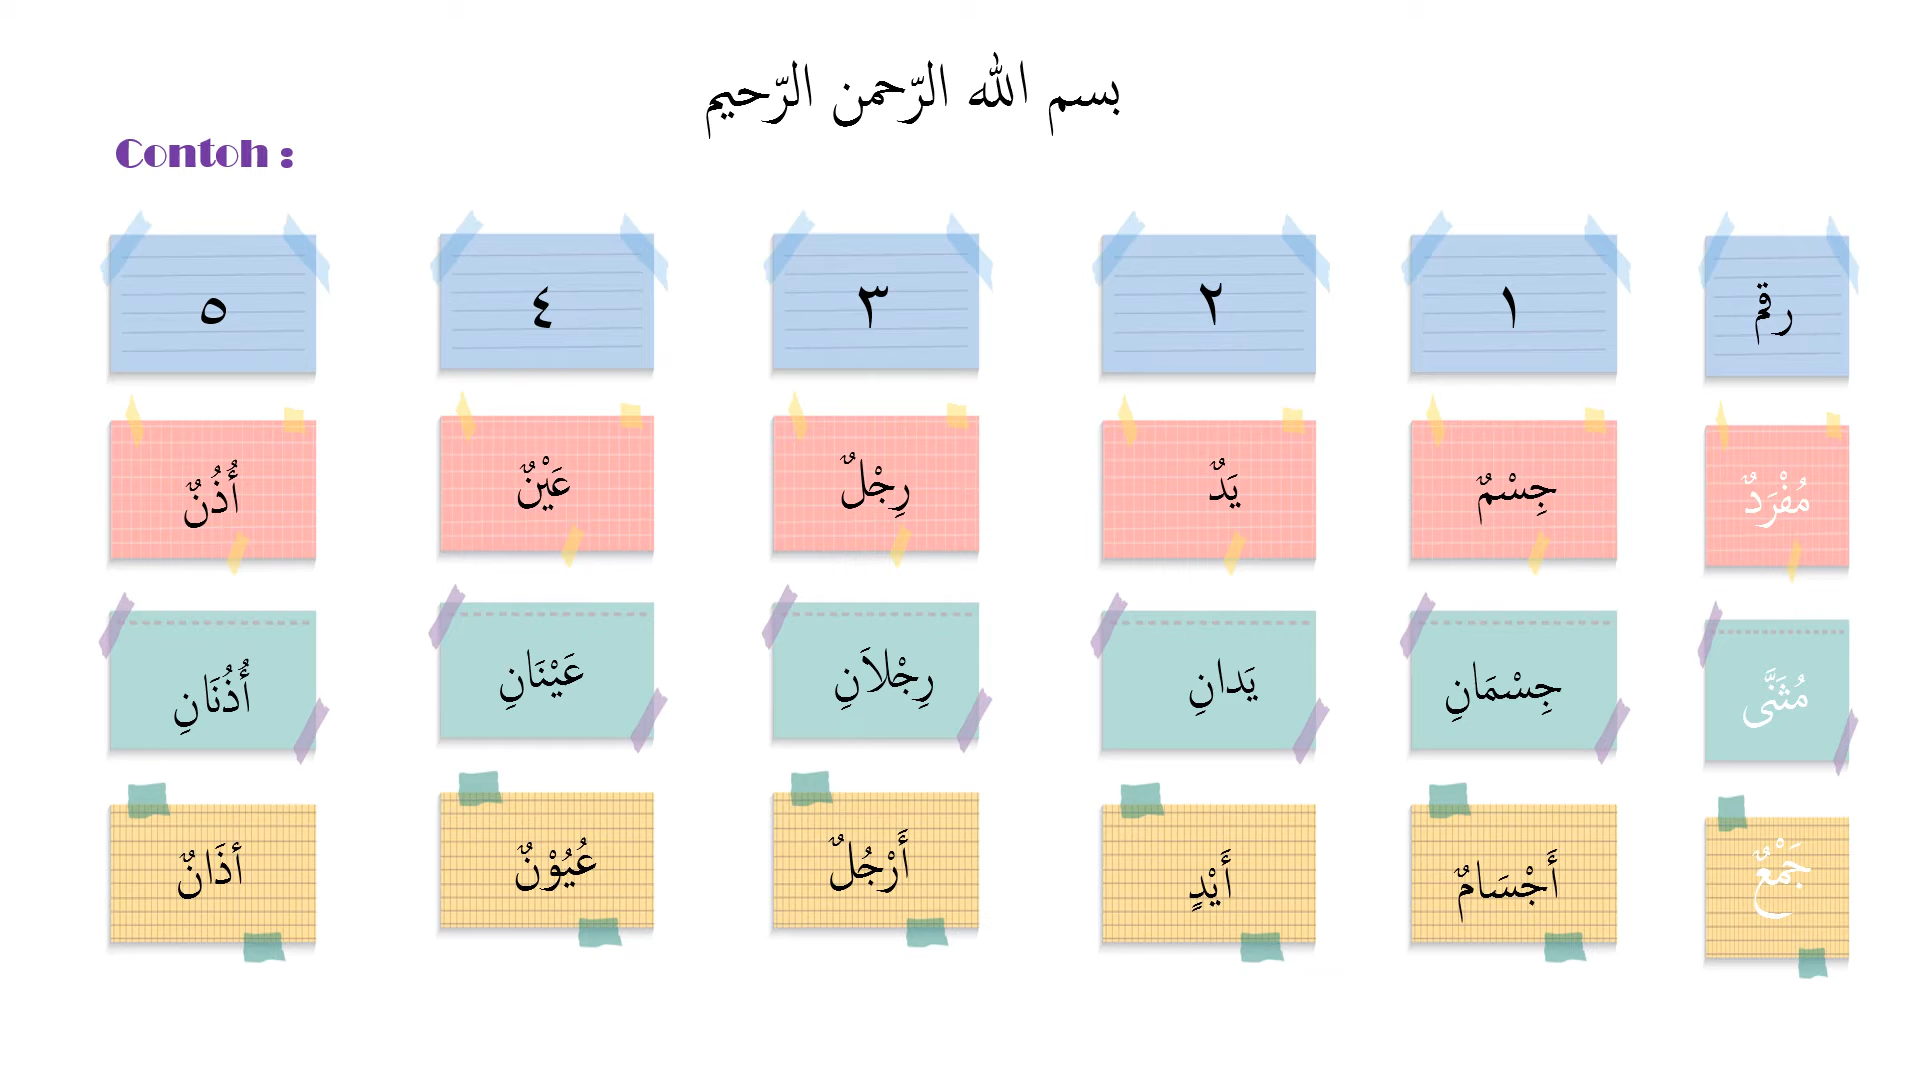 بسم الله الرّحمن الرّحيم
Contoh :
رقم ١ ٢ ٣ ٤ ٥
مُفْرَدٌ جِسْمٌ يَدٌ رِجْلٌ عَيْنٌ أُذُنٌ
مُثَنَّى جِسْمَانِ يَدانِ رِجْلاَنِ عَيْنَانِ أُذُنَانِ
جَمْعٌ أَجْسَامٌ أَيْدٍ أَرْجُلٌ عُيُوْنٌ أذَانٌ